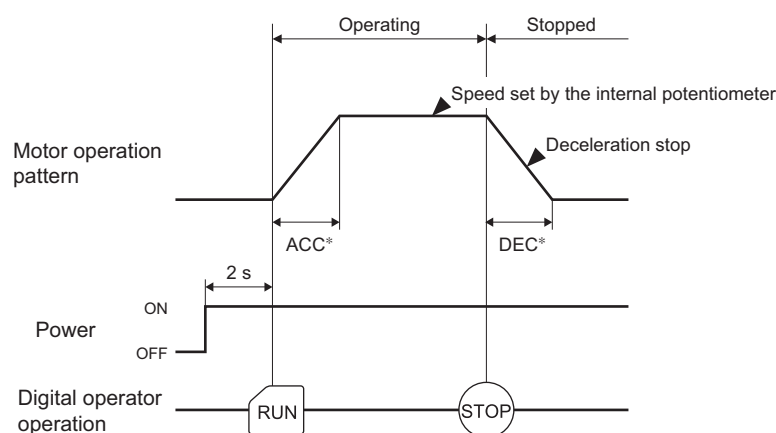 Operating
Stopped
Speed set by the internal potentiometer
Motor operation
pattern
Deceleration stop
ACC*
DEC*
2 s
ON
Power
OFF
Digital operator
operation
RUN
STOP